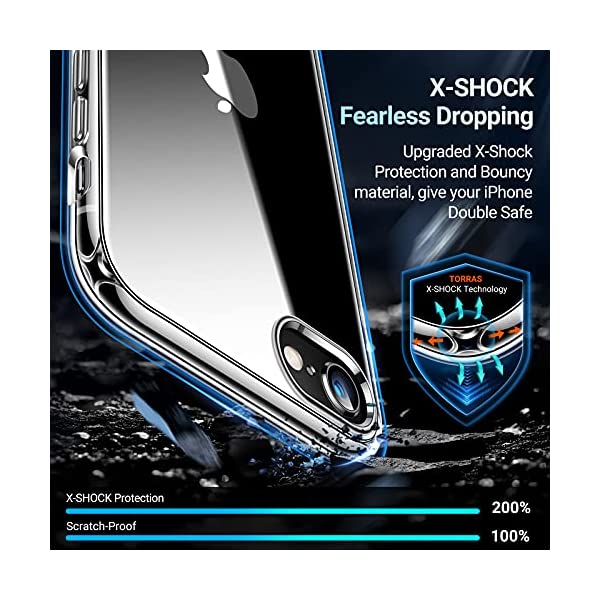 X-SHOCK
Fearless Dropping
Upgraded X-Shock
Protection and Bouncy
material, give your iPhone
Double Safe
TORRAS
X-SHOCK Technology
X-SHOCK Protection
200%
Scratch-Proof
100%